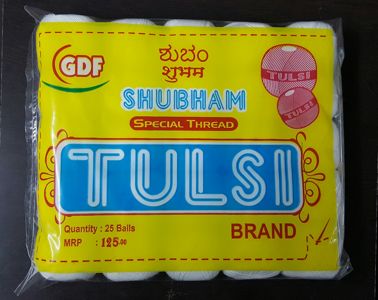 GDF
ಶುಭಂ
शुभम
SHUBHAM
SPECIAL THREAD
TULSI
TULSI
TULSI
Quantity : 25 Balls
MRP : 125.00
BRAND